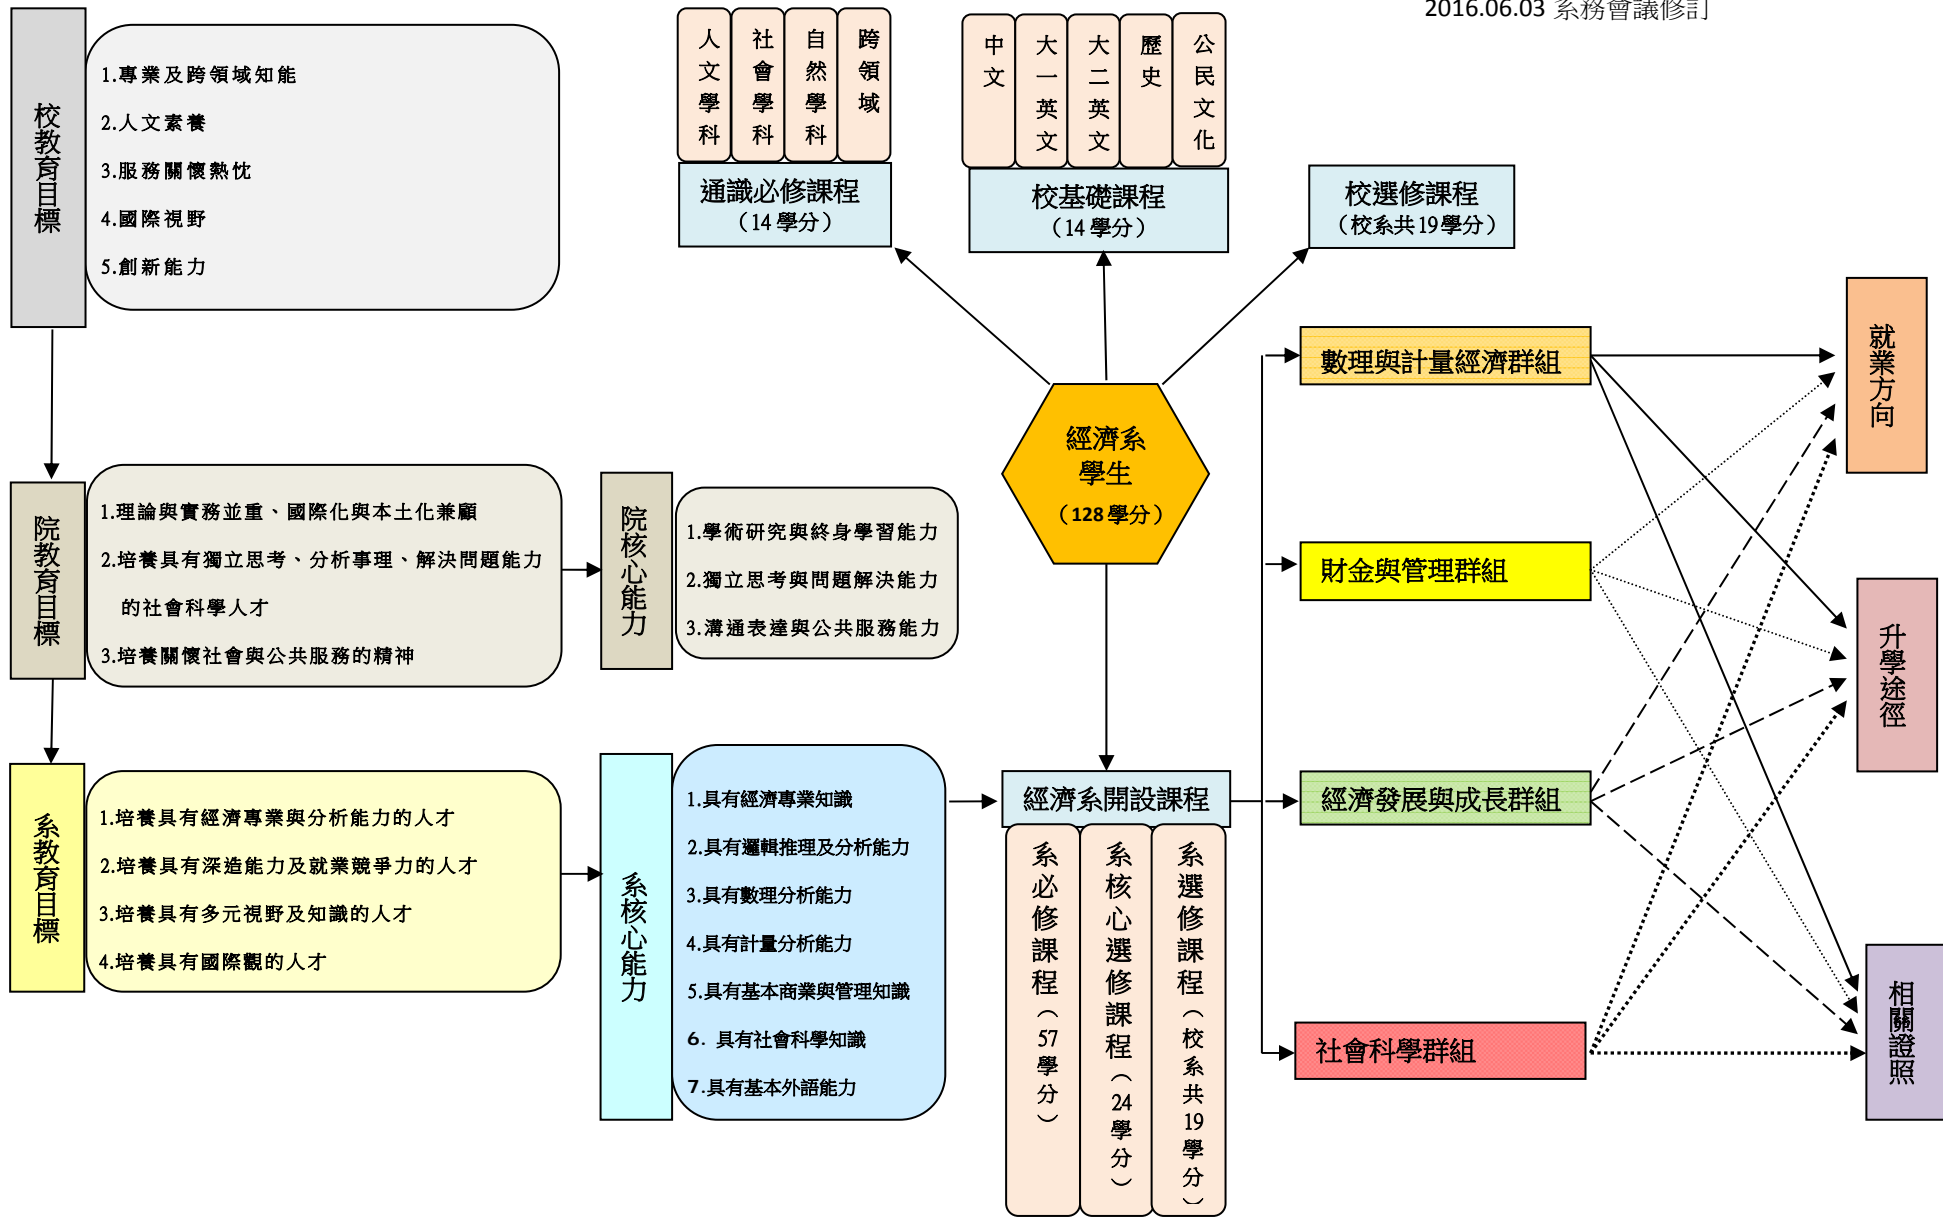 2016.06.03 系務會議修訂
校教育目標
1.專業及跨領域知能
2.人文素養
3.服務關懷熱忱
4.國際視野
5.創新能力
人文學科
社會學科
自然學科
跨領域
通識必修課程
（14 學分）
中文
大一英文
大二英文
歷史
公民文化
校基礎課程
（14 學分）
校選修課程
（校系共19學分）
經濟系
學生
（128 學分）
院教育目標
1.理論與實務並重、國際化與本土化兼顧
2.培養具有獨立思考、分析事理、解決問題能力
的社會科學人才
3.培養關懷社會與公共服務的精神
院核心能力
1.學術研究與終身學習能力
2.獨立思考與問題解決能力
3.溝通表達與公共服務能力
系教育目標
1.培養具有經濟專業與分析能力的人才
2.培養具有深造能力及就業競爭力的人才
3.培養具有多元視野及知識的人才
4.培養具有國際觀的人才
系核心能力
1.具有經濟專業知識
2.具有邏輯推理及分析能力
3.具有數理分析能力
4.具有計量分析能力
5.具有基本商業與管理知識
6. 具有社會科學知識
7.具有基本外語能力
經濟系開設課程
系必修課程（57學分）
系核心選修課程（24學分）
系選修課程（校系共19學分）
數理與計量經濟群組
財金與管理群組
經濟發展與成長群組
社會科學群組
就業方向
升學途徑
相關證照